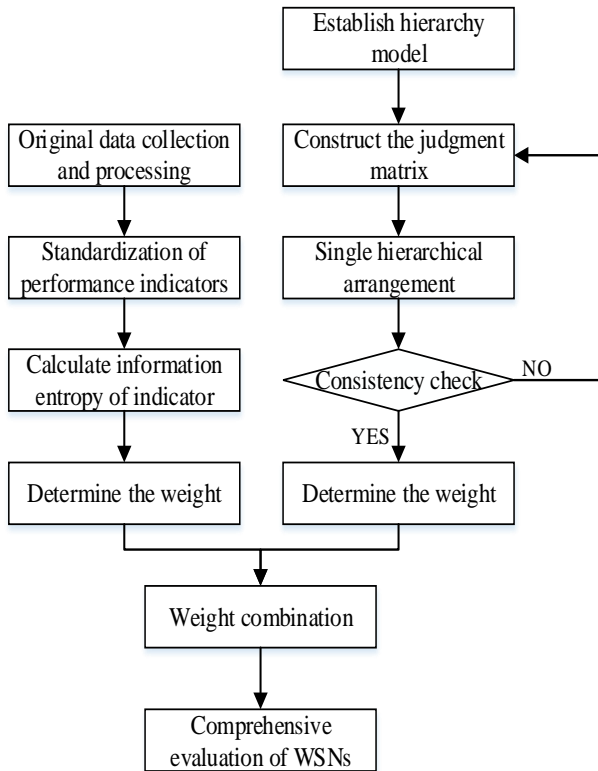 Establish hierarchy
model
Original data collection
and processing
Construct the judgment
matrix
Standardization of
performance indicators
Single hierarchical
arrangement
Calculate information
entropy of indicator
Consistency check
NO
YES
Determine the weight
Determine the weight
Weight combination
Comprehensive
evaluation of WSNs